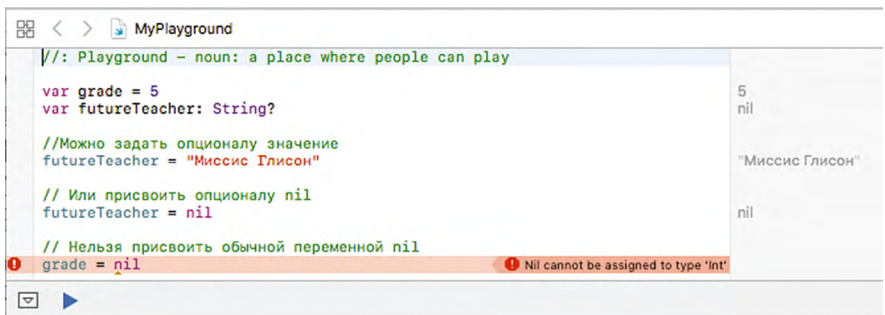 MyPlayground
//: Playground – noun: a place where people can play
var grade = 5
5
var futureTeacher: String?
nil
//Можно задать опционалу значение
futureTeacher = "Миссис Глисон"
"Миссис Глисон"
// Или присвоить опционалу nil
futureTeacher = nil
nil
// Нельзя присвоить обычной переменной nil
grade = nil
Nil cannot be assigned to type 'Int'